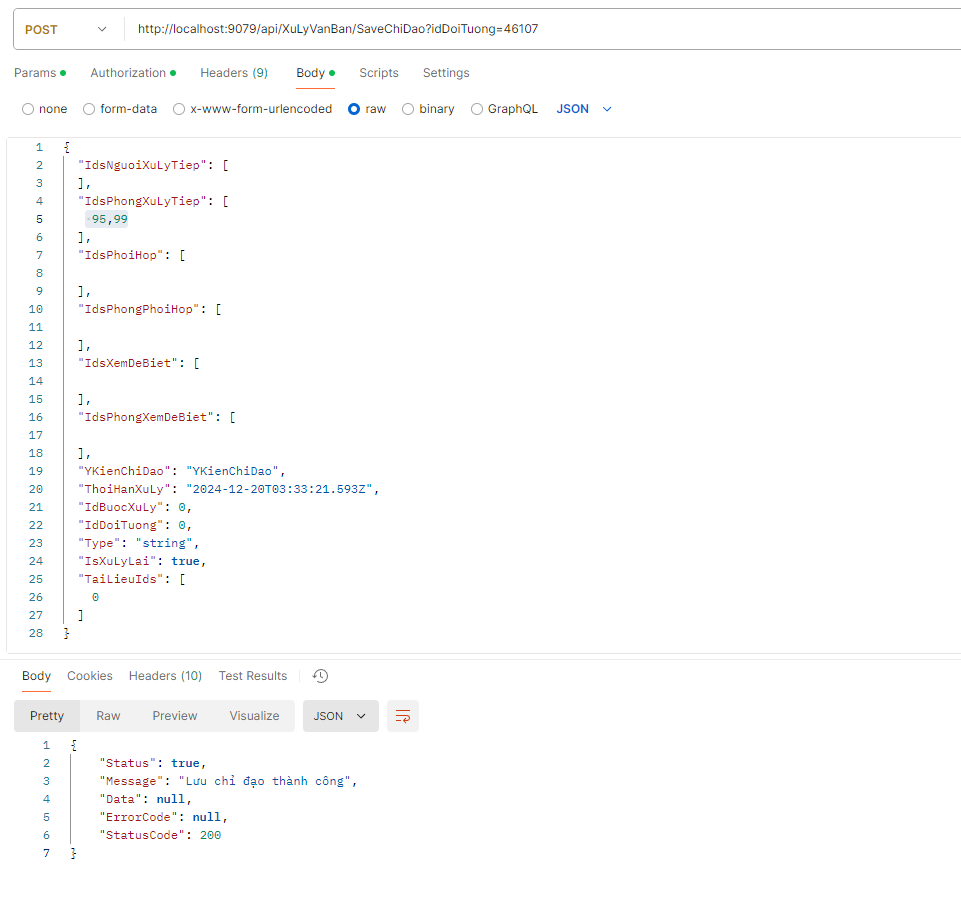 POST http://localhost:9079/api/XuLyVanBan/SaveChiDao?idDoiTuong=46107
Params Authorization Headers (9) Body Scripts Settings
none form-data x-www-form-urlencoded raw binary GraphQL JSON
1 {
2 "IdsNguoiXuLyTiep": [
3 ],
4 "IdsPhongXuLyTiep": [
5 95,99
6 ],
7 "IdsPhoiHop": [
8
9 ],
10 "IdsPhongPhoiHop": [
11
12 ],
13 "IdsXemDeBiet": [
14
15 ],
16 "IdsPhongXemDeBiet": [
17
18 ],
19 "YKienChiDao": "YKienChiDao",
20 "ThoiHanXuLy": "2024-12-20T03:33:21.593Z",
21 "IdBuocXuLy": 0,
22 "IdDoiTuong": 0,
23 "Type": "string",
24 "IsXuLyLai": true,
25 "TaiLieuIds": [
26 0
27 ]
28 }
Body Cookies Headers (10) Test Results
Pretty Raw Preview Visualize JSON
1 {
2 "Status": true,
3 "Message": "Lưu chỉ đạo thành công",
4 "Data": null,
5 "ErrorCode": null,
6 "StatusCode": 200
7 }